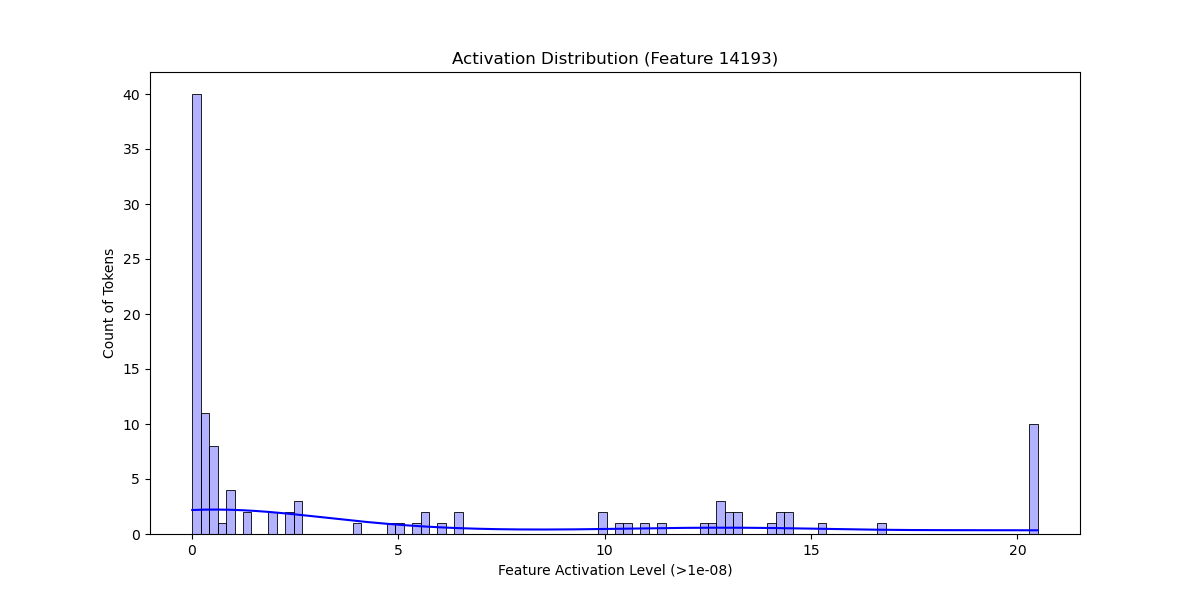 Activation Distribution (Feature 14193)
Count of Tokens
40
35
30
25
20
15
10
5
0
0 5 10 15 20
Feature Activation Level (>1e-08)